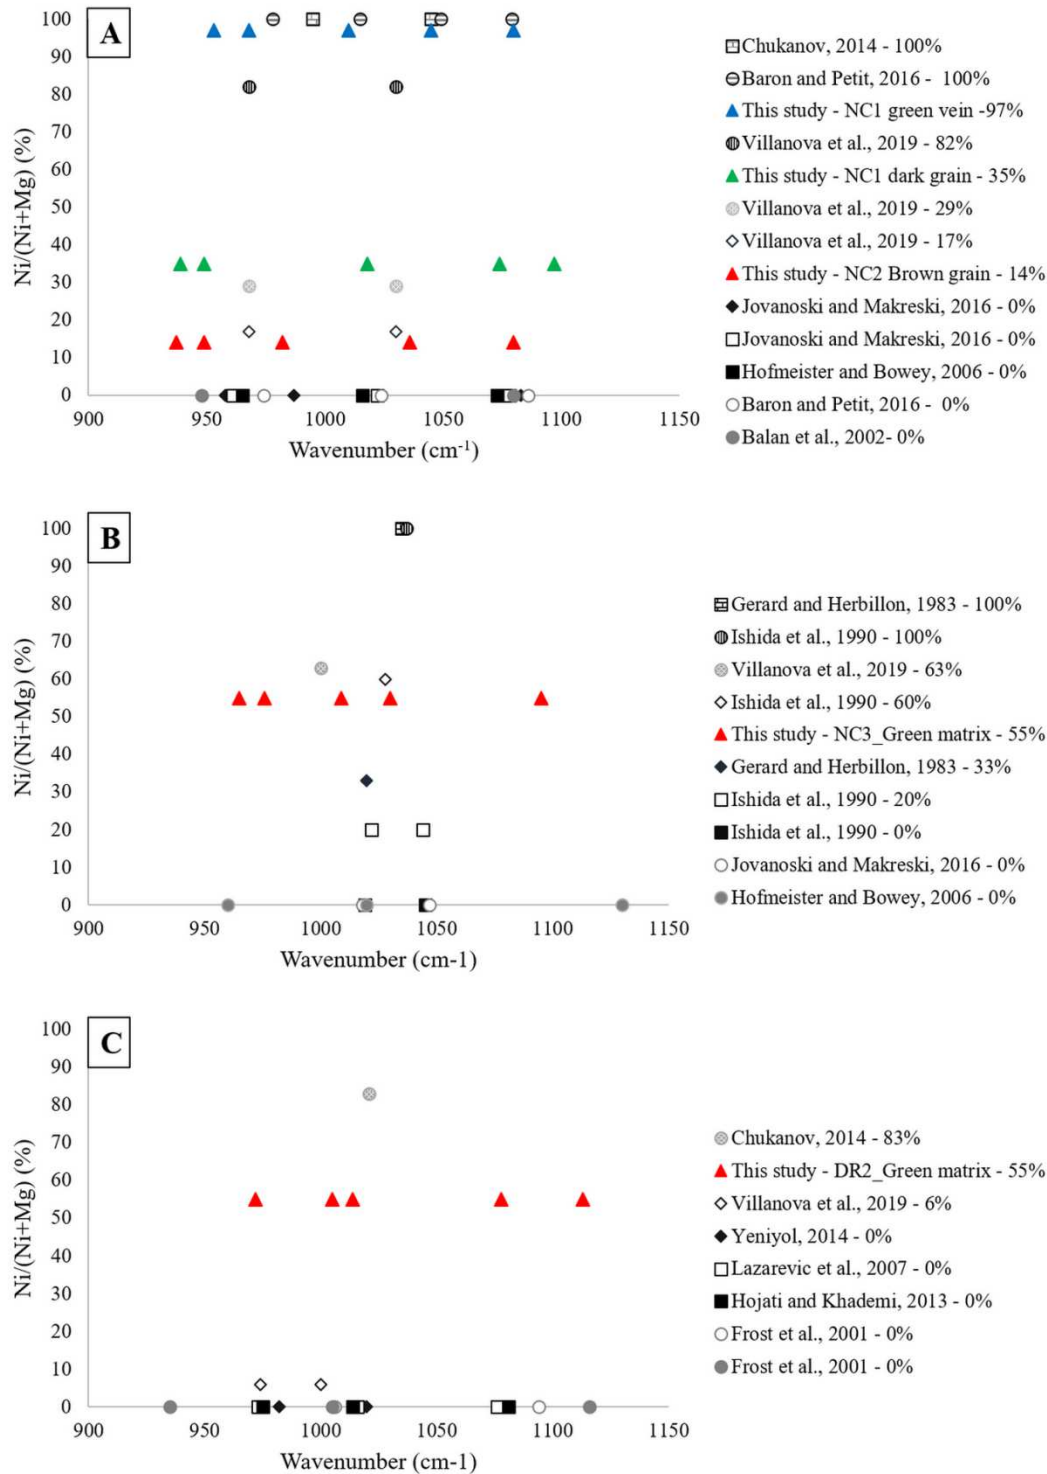 A
100
90
80
70
60
50
40
30
20
10
0
Ni/(Ni+Mg) (%)
900
950
1000
1050
1100
1150
Wavenumber (cm-1)
Chukanov, 2014 - 100%
Baron and Petit, 2016 - 100%
This study - NC1 green vein -97%
Villanova et al., 2019 - 82%
This study - NC1 dark grain - 35%
Villanova et al., 2019 - 29%
Villanova et al., 2019 - 17%
This study - NC2 Brown grain - 14%
Jovanoski and Makreski, 2016 - 0%
Jovanoski and Makreski, 2016 - 0%
Hofmeister and Bowey, 2006 - 0%
Baron and Petit, 2016 - 0%
Balan et al., 2002- 0%
B
100
90
80
70
60
50
40
30
20
10
0
Ni/(Ni+Mg) (%)
900
950
1000
1050
1100
1150
Wavenumber (cm-1)
Gerard and Herbillon, 1983 - 100%
Ishida et al., 1990 - 100%
Villanova et al., 2019 - 63%
Ishida et al., 1990 - 60%
This study - NC3_Green matrix - 55%
Gerard and Herbillon, 1983 - 33%
Ishida et al., 1990 - 20%
Ishida et al., 1990 - 0%
Jovanoski and Makreski, 2016 - 0%
Hofmeister and Bowey, 2006 - 0%
C
100
90
80
70
60
50
40
30
20
10
0
Ni/(Ni+Mg) (%)
900
950
1000
1050
1100
1150
Wavenumber (cm-1)
Chukanov, 2014 - 83%
This study - DR2_Green matrix - 55%
Villanova et al., 2019 - 6%
Yeniyol, 2014 - 0%
Lazarevic et al., 2007 - 0%
Hojati and Khademi, 2013 - 0%
Frost et al., 2001 - 0%
Frost et al., 2001 - 0%